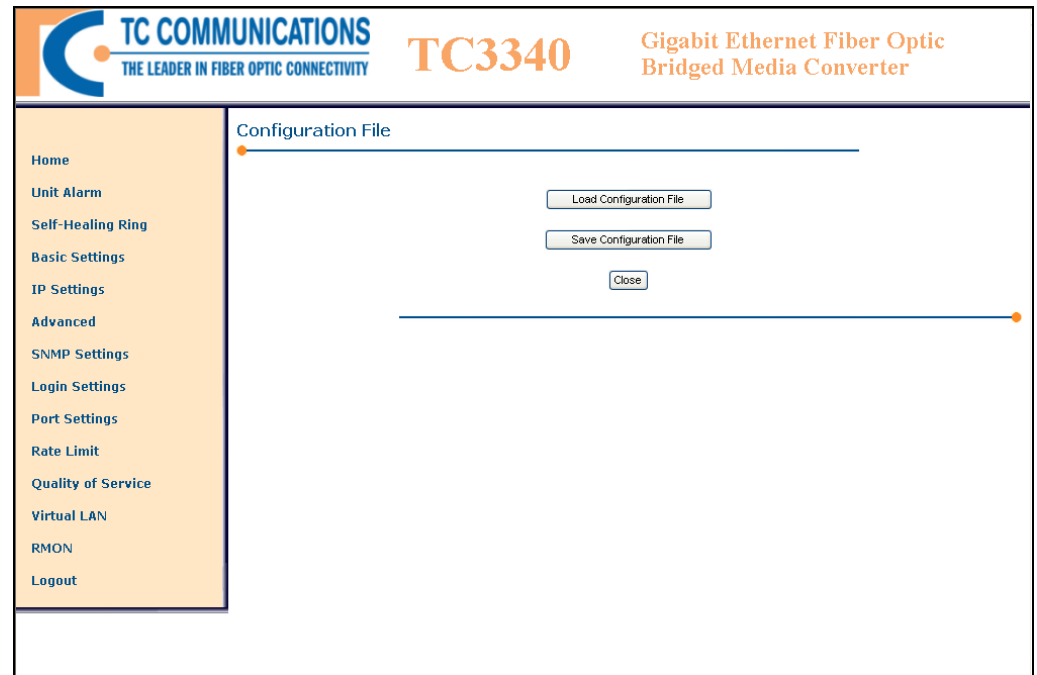 TC COMMUNICATIONS
THE LEADER IN FIBER OPTIC CONNECTIVITY
TC3340
Gigabit Ethernet Fiber Optic
Bridged Media Converter
Home
Unit Alarm
Self-Healing Ring
Basic Settings
IP Settings
Advanced
SNMP Settings
Login Settings
Port Settings
Rate Limit
Quality of Service
Virtual LAN
RMON
Logout
Configuration File
Load Configuration File
Save Configuration File
Close